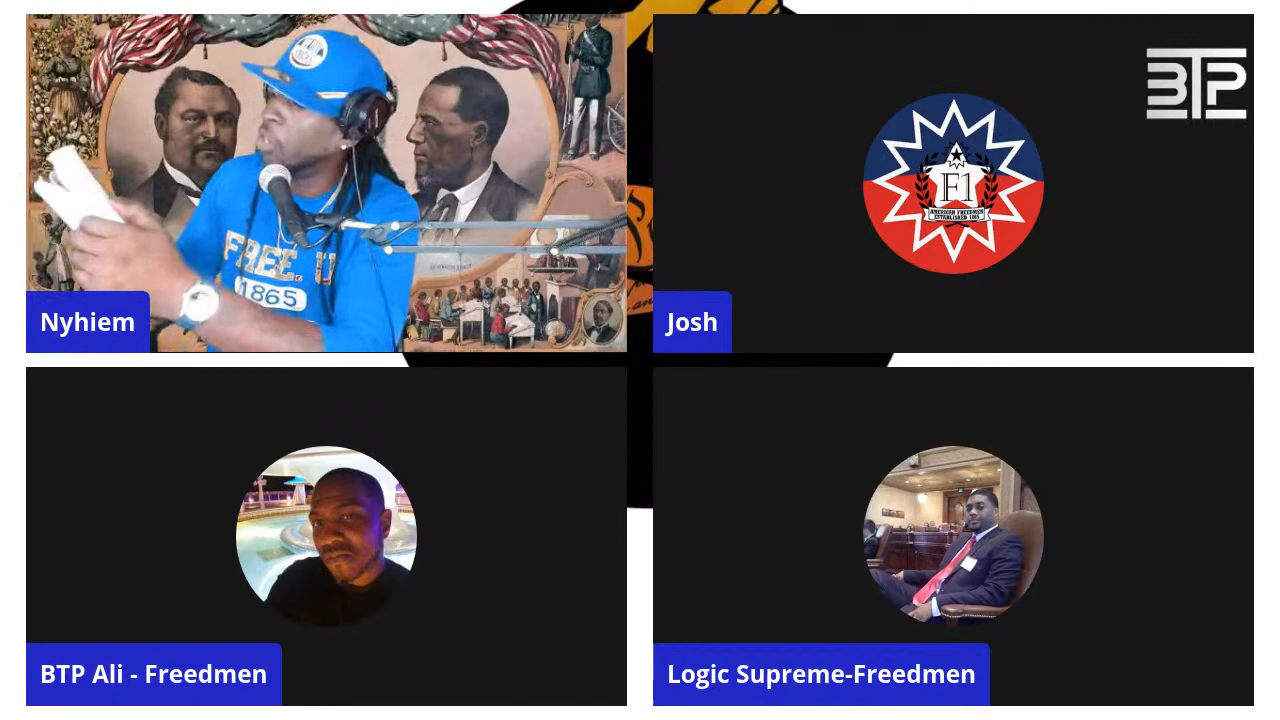 FREE. U
1865
Nyhiem
BTP
F1
AMERICAN FREEDMEN
ESTABLISHED 1865
Josh
BTP Ali - Freedmen
Logic Supreme-Freedmen